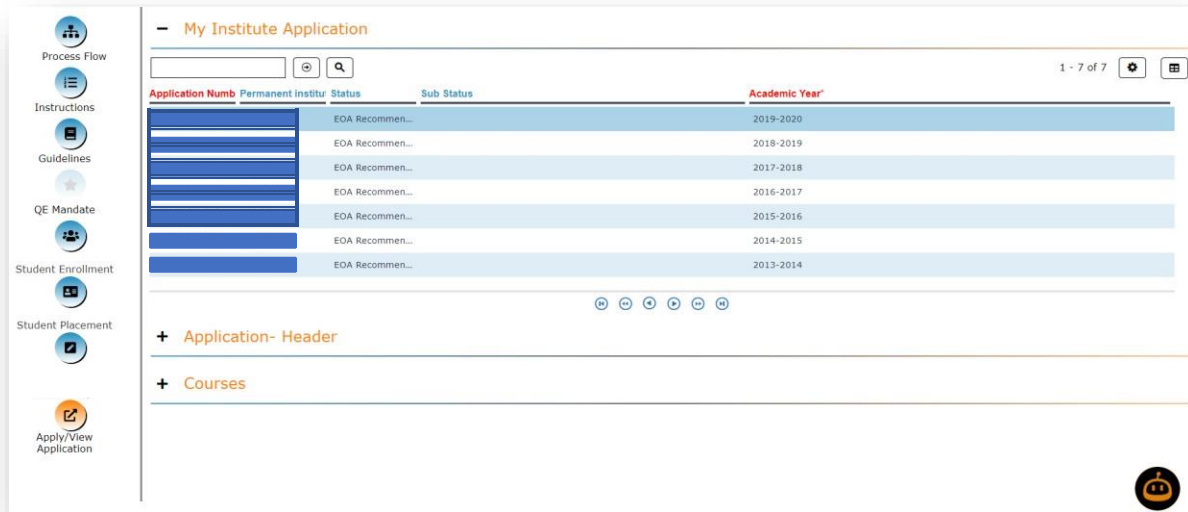 Process Flow
Instructions
Guidelines
QE Mandate
Student Enrollment
Student Placement
Apply/View
Application
− My Institute Application
1 - 7 of 7
Application Numb Permanent institut Status Sub Status Academic Year*
EOA Recommen... 2019-2020
EOA Recommen... 2018-2019
EOA Recommen... 2017-2018
EOA Recommen... 2016-2017
EOA Recommen... 2015-2016
EOA Recommen... 2014-2015
EOA Recommen... 2013-2014
+ Application- Header
+ Courses